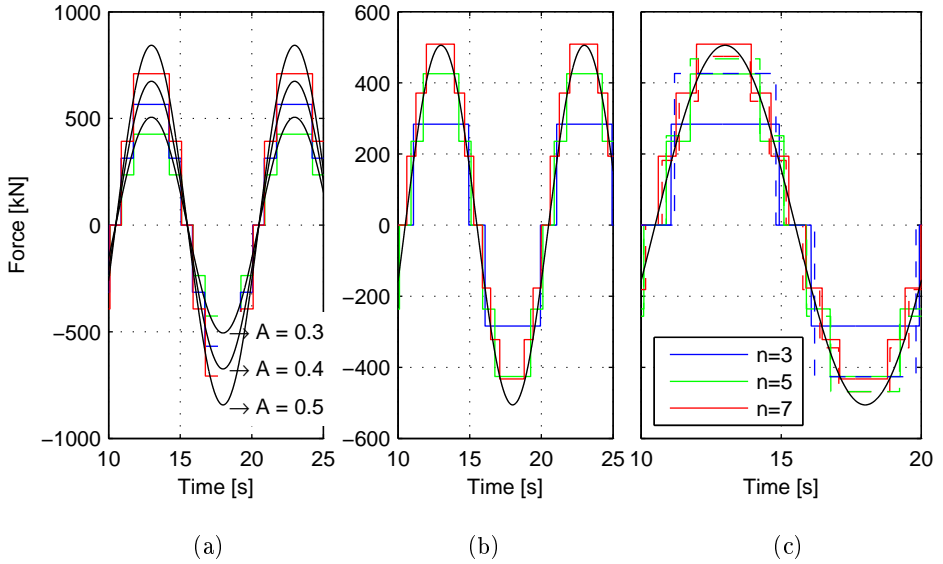 Force [kN]
1000
500
0
−500
−1000
10
15
20
25
Time [s]
A = 0.3
A = 0.4
A = 0.5
(a)
600
400
200
0
−200
−400
−600
10
15
20
25
Time [s]
(b)
n=3
n=5
n=7
10
15
20
Time [s]
(c)